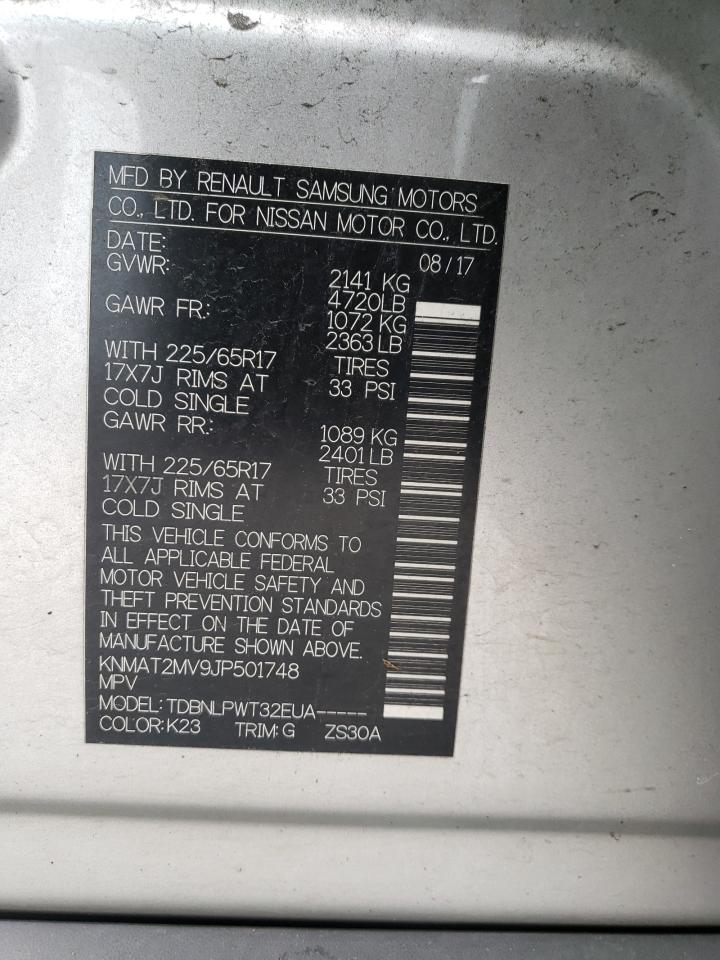 MFD BY RENAULT SAMSUNG MOTORS
CO., LTD. FOR NISSAN MOTOR CO., LTD.
DATE: 08/17
GVWR: 2141 KG
4720LB
GAWR FR: 1072 KG
2363LB
WITH 225/65R17 TIRES
17X7J RIMS AT 33 PSI
COLD SINGLE
GAWR RR: 1089 KG
2401LB
WITH 225/65R17 TIRES
17X7J RIMS AT 33 PSI
COLD SINGLE
THIS VEHICLE CONFORMS TO
ALL APPLICABLE FEDERAL
MOTOR VEHICLE SAFETY AND
THEFT PREVENTION STANDARDS
IN EFFECT ON THE DATE OF
MANUFACTURE SHOWN ABOVE.
KNMAT2MV9JP501748
MPV
MODEL: TDBNLPWT32EUA-----
COLOR: K23 TRIM: G ZS30A